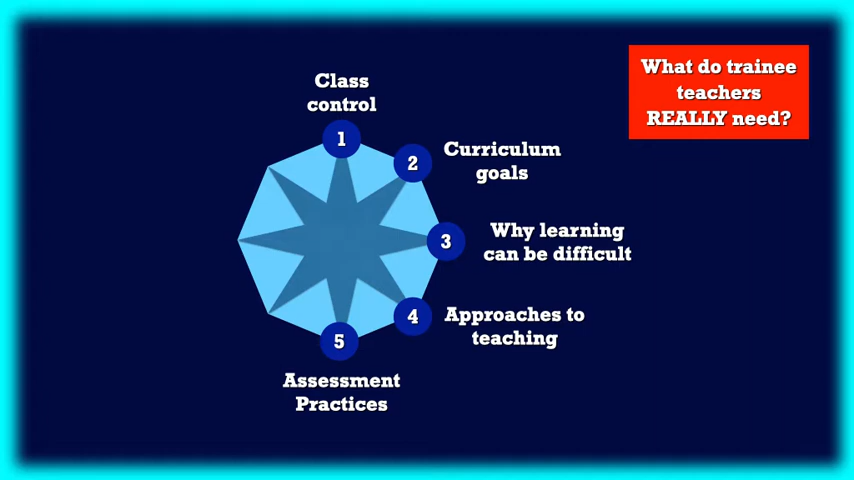 What do trainee
teachers
REALLY need?
Class
control
1
2
Curriculum
goals
3
Why learning
can be difficult
4
Approaches to
teaching
5
Assessment
Practices